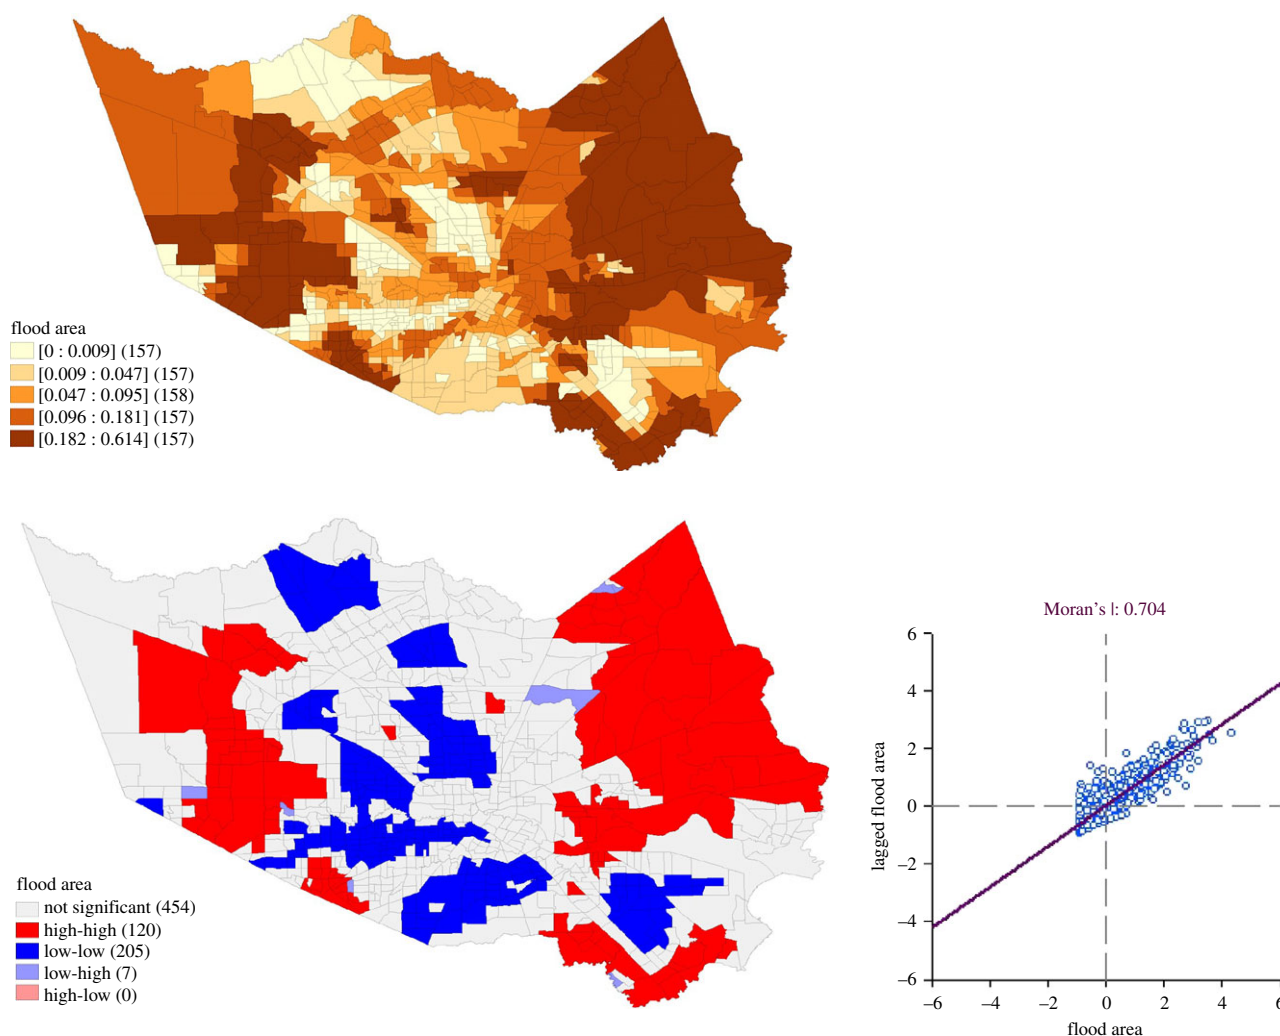 flood area
[0 : 0.009] (157)
[0.009 : 0.047] (157)
[0.047 : 0.095] (158)
[0.096 : 0.181] (157)
[0.182 : 0.614] (157)
flood area
not significant (454)
high-high (120)
low-low (205)
low-high (7)
high-low (0)
Moran's I: 0.704
6
4
2
0
–2
–4
–6
lagged flood area
–6 –4 –2 0 2 4 6
flood area